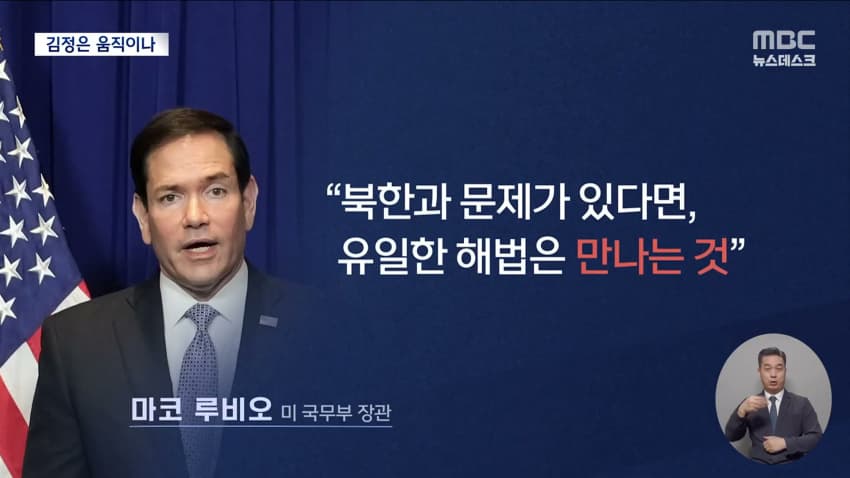 김정은 움직이나
MBC
뉴스데스크
“북한과 문제가 있다면,
유일한 해법은 만나는 것”
마코 루비오 미 국무부 장관